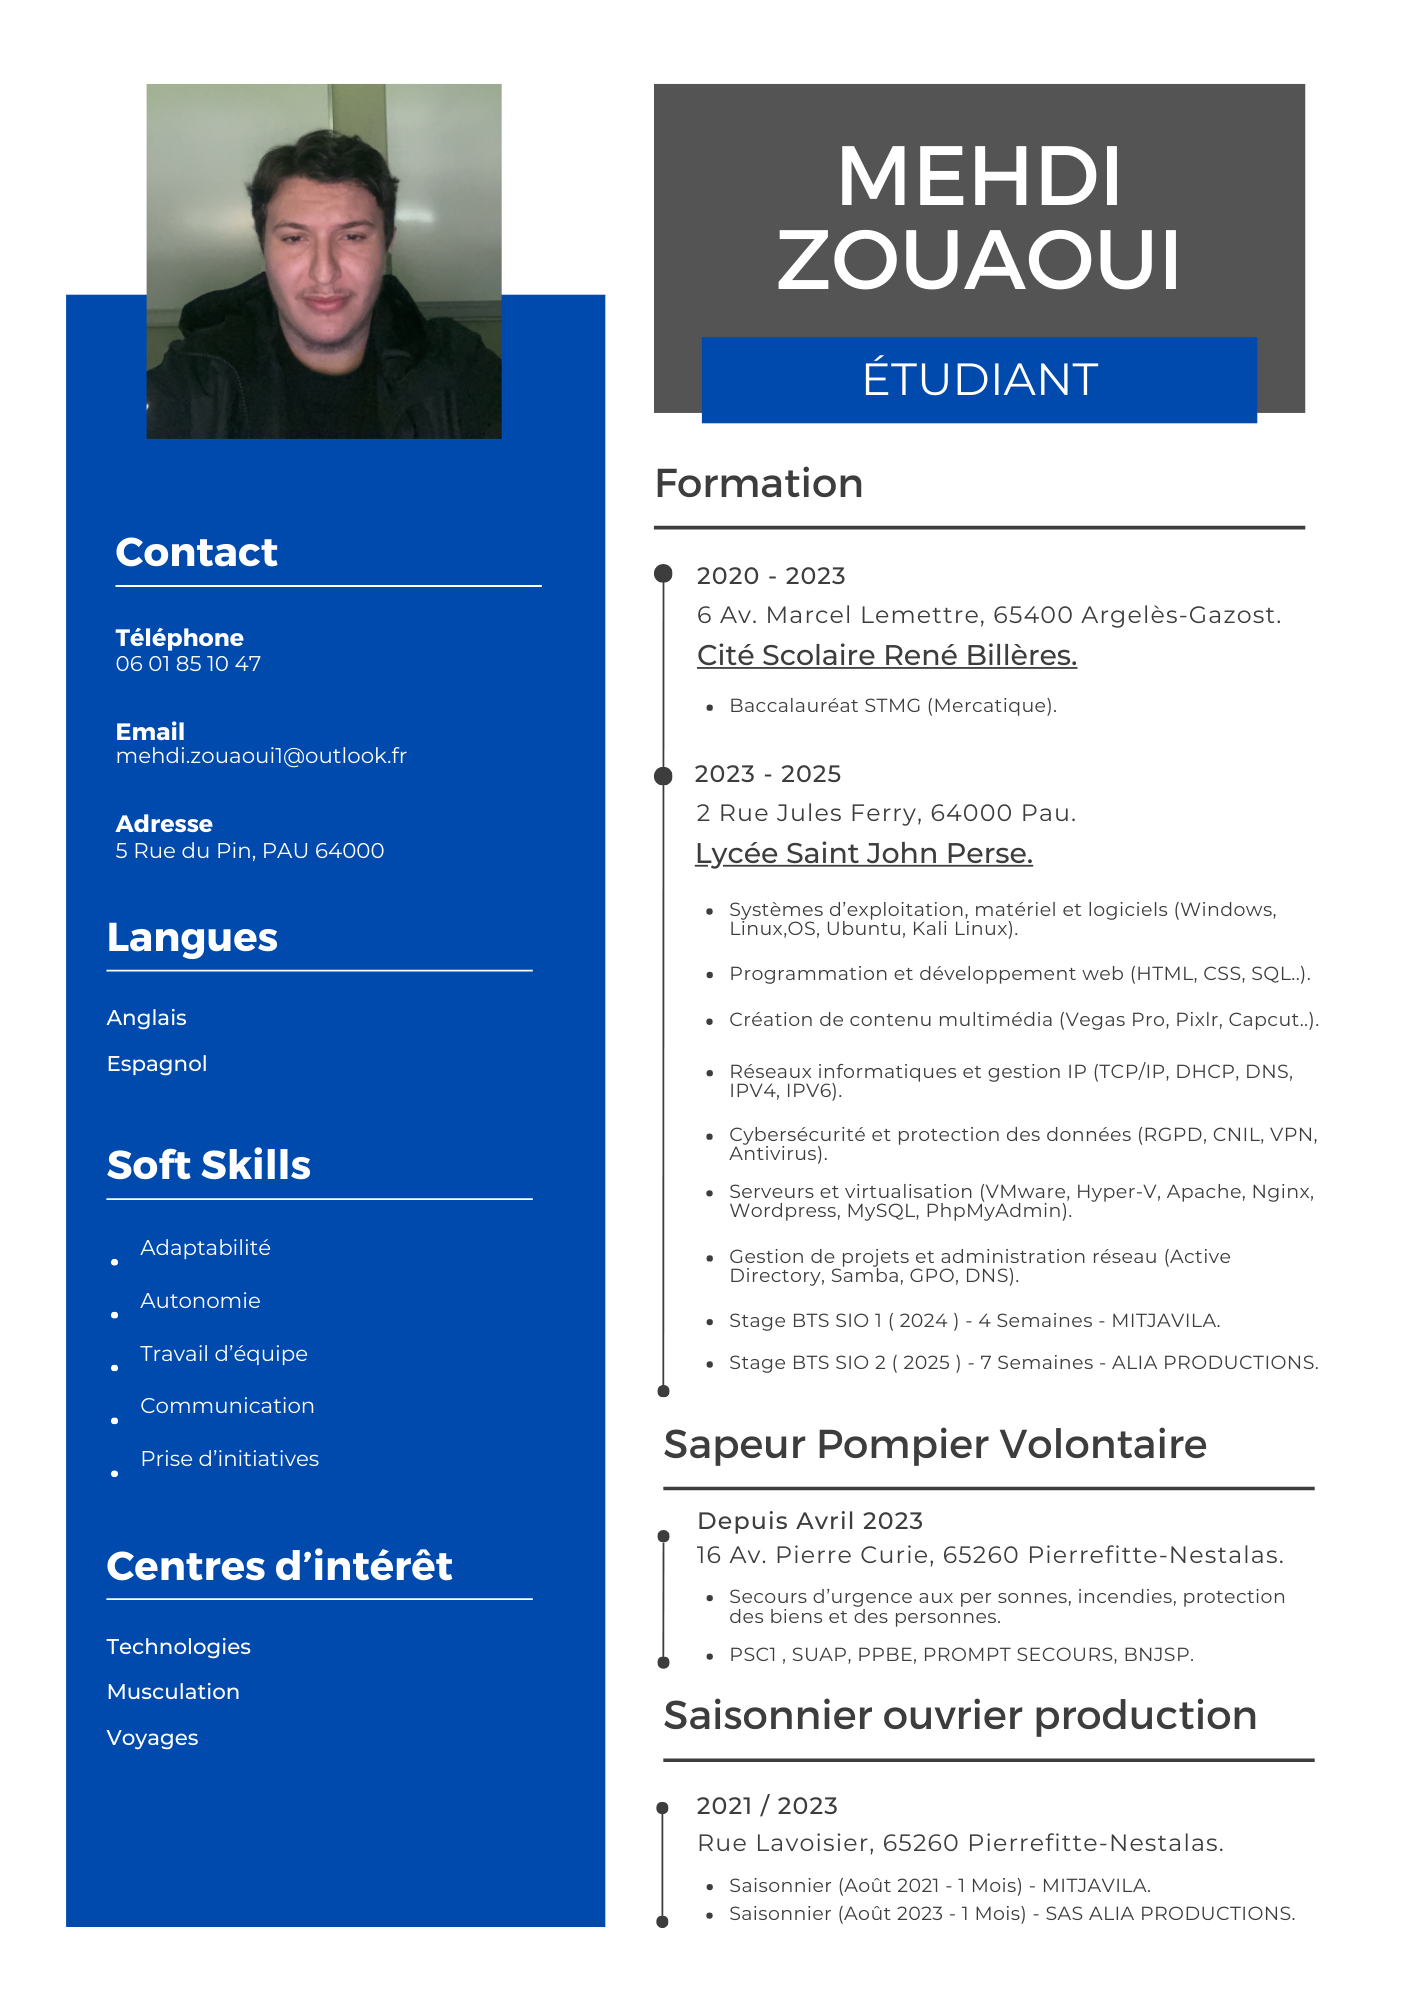 MEHDI
ZOUAOUI
ÉTUDIANT
Contact
Téléphone
06 01 85 10 47
Email
mehdi.zouaoui1@outlook.fr
Adresse
5 Rue du Pin, PAU 64000
Langues
Anglais
Espagnol
Soft Skills
• Adaptabilité
• Autonomie
• Travail d’équipe
• Communication
• Prise d’initiatives
Centres d’intérêt
Technologies
Musculation
Voyages
Formation
2020 - 2023
6 Av. Marcel Lemettre, 65400 Argelès-Gazost.
Cité Scolaire René Billères.
• Baccalauréat STMG (Mercatique).
2023 - 2025
2 Rue Jules Ferry, 64000 Pau.
Lycée Saint John Perse.
• Systèmes d’exploitation, matériel et logiciels (Windows,
Linux,OS, Ubuntu, Kali Linux).
• Programmation et développement web (HTML, CSS, SQL..).
• Création de contenu multimédia (Vegas Pro, Pixlr, Capcut..).
• Réseaux informatiques et gestion IP (TCP/IP, DHCP, DNS,
IPV4, IPV6).
• Cybersécurité et protection des données (RGPD, CNIL, VPN,
Antivirus).
• Serveurs et virtualisation (VMware, Hyper-V, Apache, Nginx,
Wordpress, MySQL, PhpMyAdmin).
• Gestion de projets et administration réseau (Active
Directory, Samba, GPO, DNS).
• Stage BTS SIO 1 ( 2024 ) - 4 Semaines - MITJAVILA.
• Stage BTS SIO 2 ( 2025 ) - 7 Semaines - ALIA PRODUCTIONS.
Sapeur Pompier Volontaire
Depuis Avril 2023
16 Av. Pierre Curie, 65260 Pierrefitte-Nestalas.
• Secours d’urgence aux per sonnes, incendies, protection
des biens et des personnes.
• PSC1 , SUAP, PPBE, PROMPT SECOURS, BNJSP.
Saisonnier ouvrier production
2021 / 2023
Rue Lavoisier, 65260 Pierrefitte-Nestalas.
• Saisonnier (Août 2021 - 1 Mois) - MITJAVILA.
• Saisonnier (Août 2023 - 1 Mois) - SAS ALIA PRODUCTIONS.